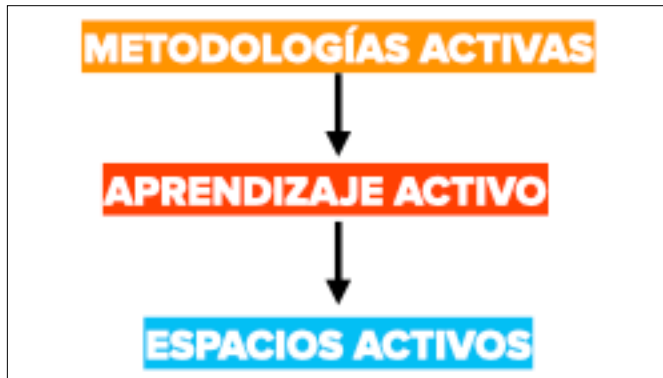 METODOLOGÍAS ACTIVAS
APRENDIZAJE ACTIVO
ESPACIOS ACTIVOS